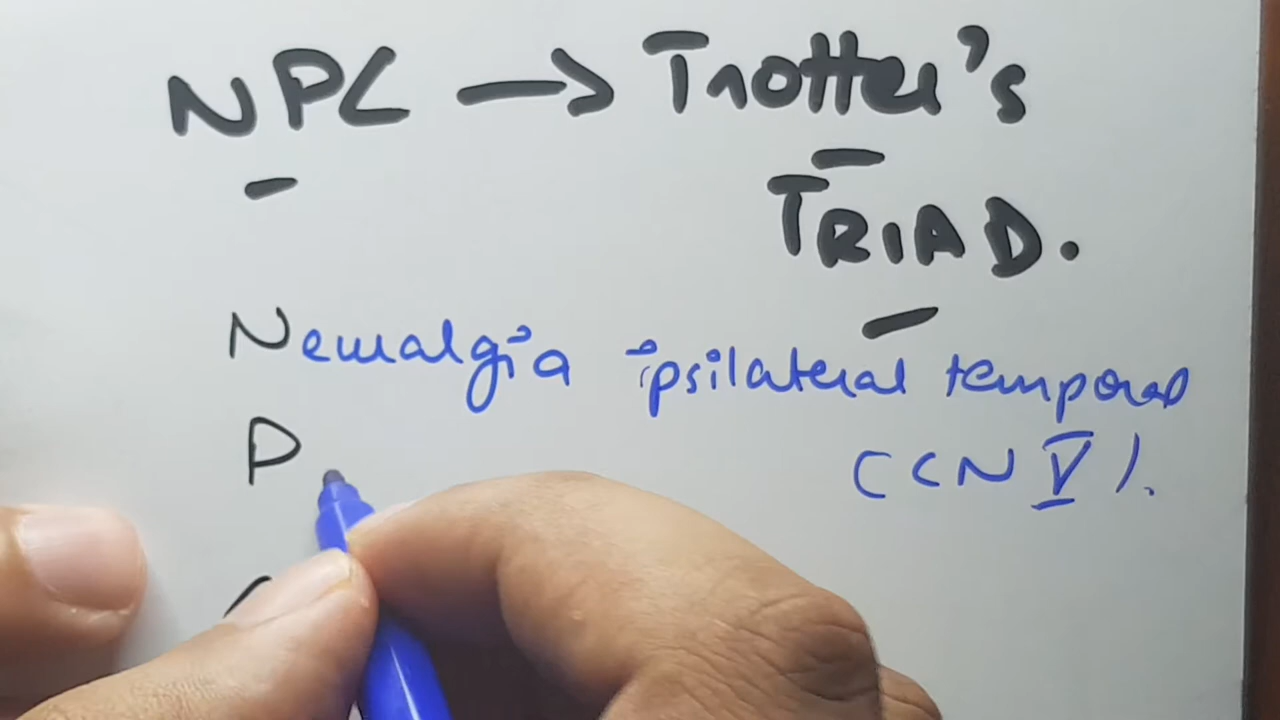 NPC → Trotter's
TRIAD.
Neuralgia ipsilateral temporal
(CN V).
P